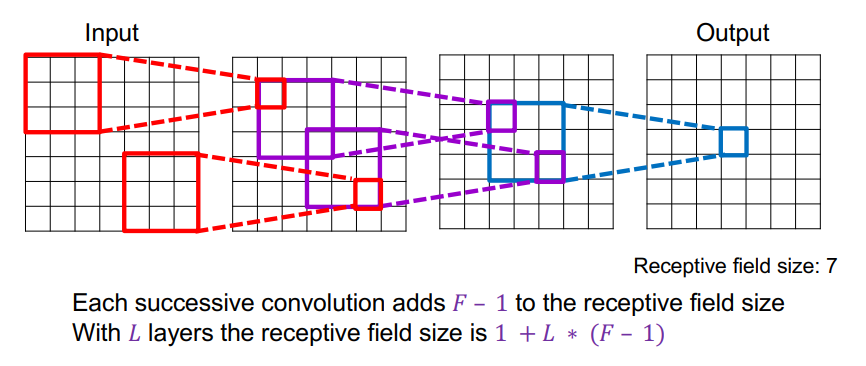 Input
Output
Receptive field size: 7
Each successive convolution adds F – 1 to the receptive field size
With L layers the receptive field size is 1 + L * (F – 1)